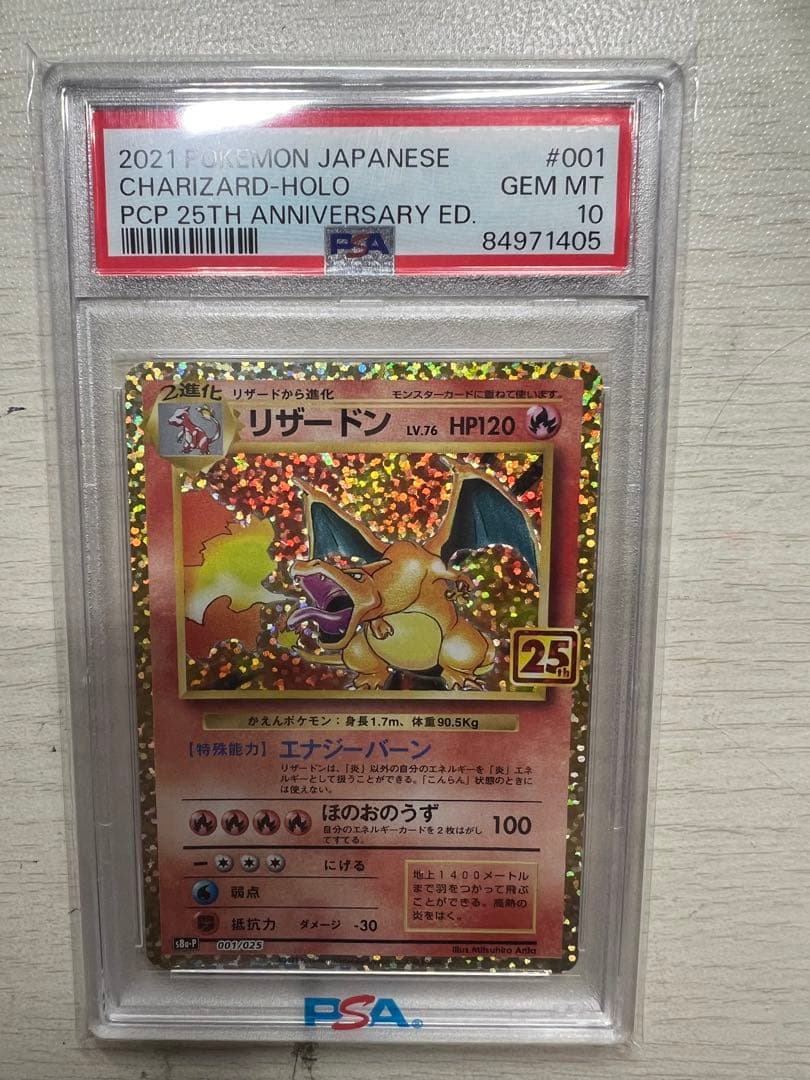 2021 POKEMON JAPANESE #001
CHARIZARD-HOLO GEM MT
PCP 25TH ANNIVERSARY ED. 10
PSA 84971405
2進化 リザードから進化 モンスターカードに重ねて使います。
リザードン LV.76 HP120
25th
かえんポケモン：身長1.7m、体重90.5Kg
【特殊能力】エナジーバーン
リザードンは、「炎」以外の自分のエネルギーを「炎」エネ
ルギーとして扱うことができる。「こんらん」状態のときに
は使えない。
ほのおのうず 100
自分のエネルギーカードを2枚はがし
てすてる。
ー にげる
弱点
抵抗力 ダメージ -30
地上1400メートル
まで羽をつかって飛ぶ
ことができる。高熱の
炎をはく。
s8a-P 001/025
Illus.Mitsuhiro Arita
PSA